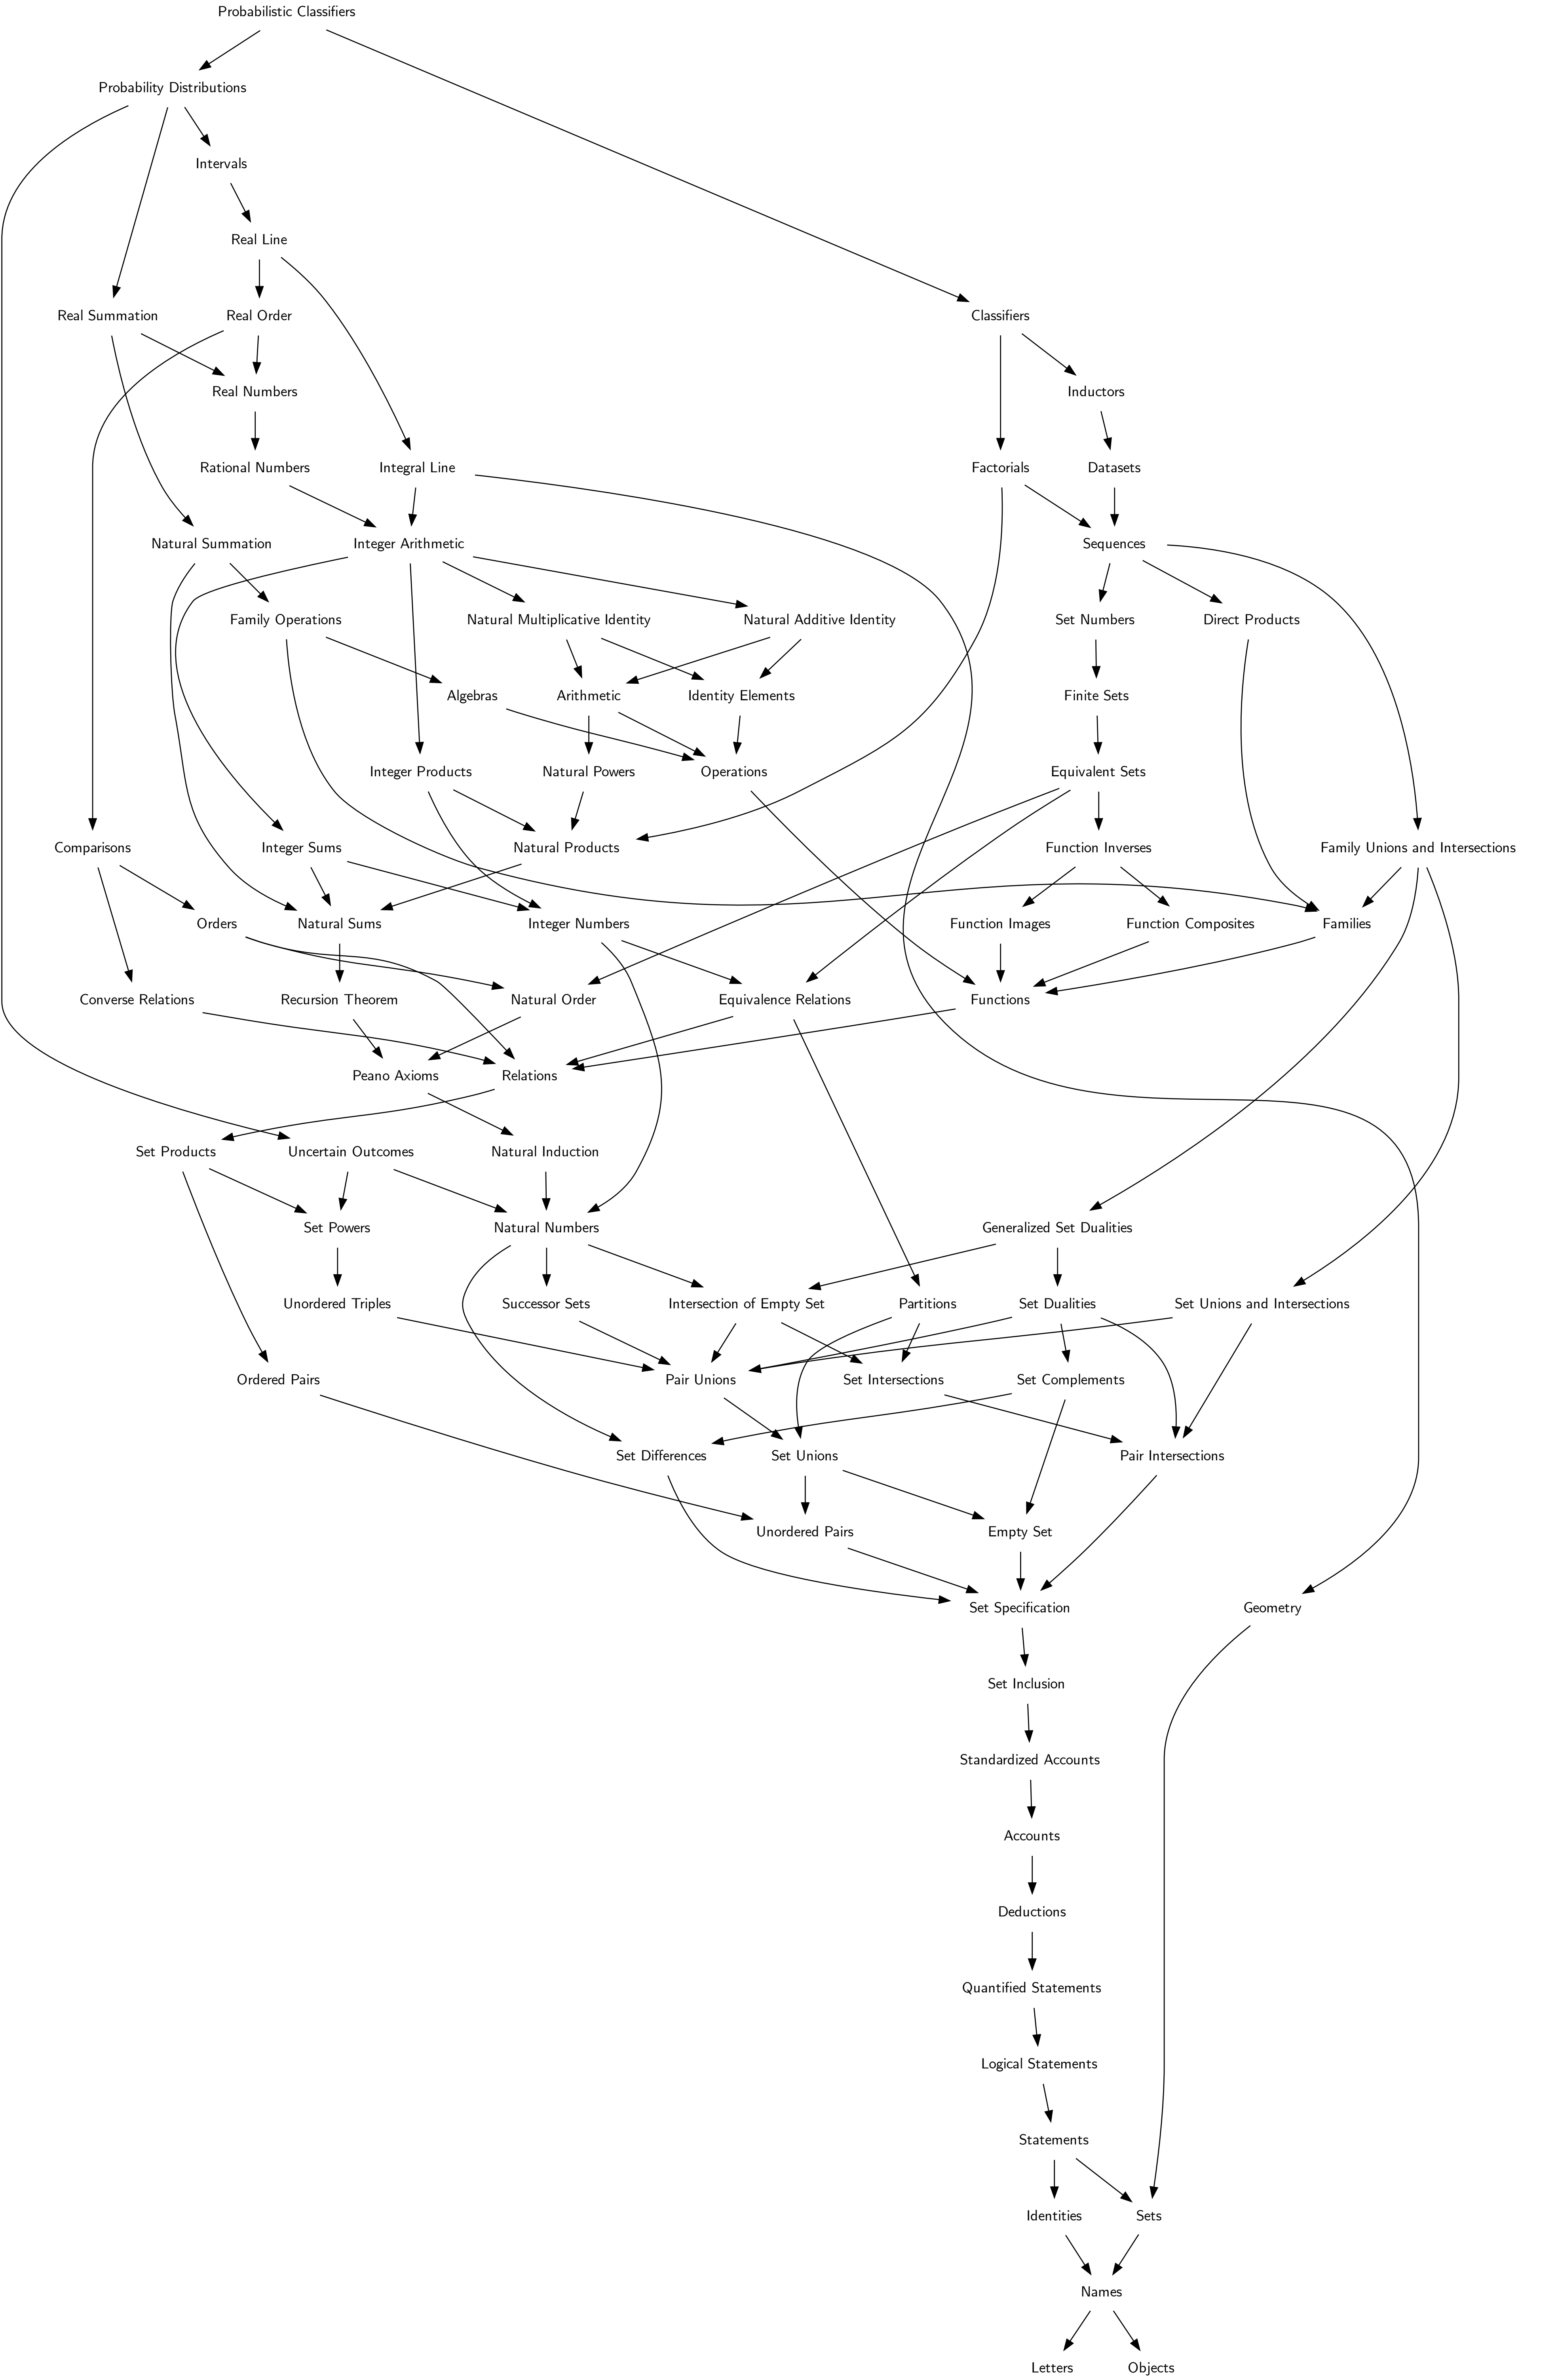 Probabilistic Classifiers
Probability Distributions
Intervals
Real Line
Real Summation
Real Order
Classifiers
Real Numbers
Inductors
Rational Numbers
Integral Line
Factorials
Datasets
Natural Summation
Integer Arithmetic
Sequences
Family Operations
Natural Multiplicative Identity
Natural Additive Identity
Set Numbers
Direct Products
Algebras
Arithmetic
Identity Elements
Finite Sets
Integer Products
Natural Powers
Operations
Equivalent Sets
Comparisons
Integer Sums
Natural Products
Function Inverses
Family Unions and Intersections
Orders
Natural Sums
Integer Numbers
Function Images
Function Composites
Families
Converse Relations
Recursion Theorem
Natural Order
Equivalence Relations
Functions
Peano Axioms
Relations
Set Products
Uncertain Outcomes
Natural Induction
Set Powers
Natural Numbers
Generalized Set Dualities
Unordered Triples
Successor Sets
Intersection of Empty Set
Partitions
Set Dualities
Set Unions and Intersections
Ordered Pairs
Pair Unions
Set Intersections
Set Complements
Set Differences
Set Unions
Pair Intersections
Unordered Pairs
Empty Set
Set Specification
Geometry
Set Inclusion
Standardized Accounts
Accounts
Deductions
Quantified Statements
Logical Statements
Statements
Identities
Sets
Names
Letters
Objects